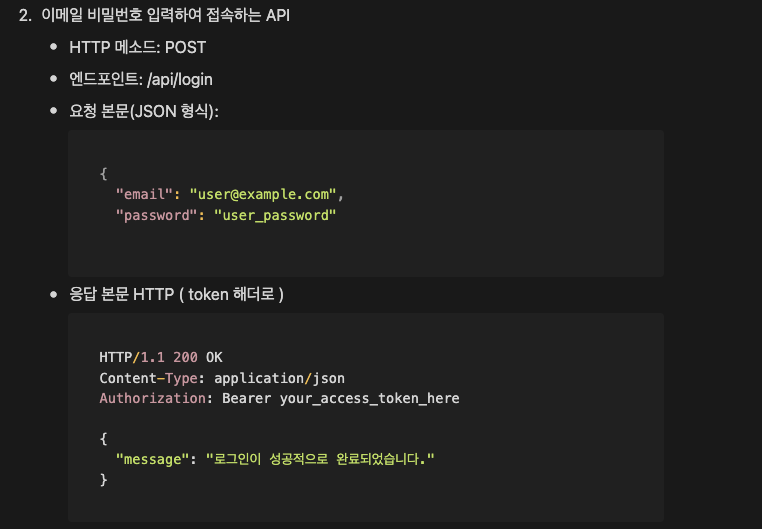 2. 이메일 비밀번호 입력하여 접속하는 API
• HTTP 메소드: POST
• 엔드포인트: /api/login
• 요청 본문(JSON 형식):
{
  "email": "user@example.com",
  "password": "user_password"
• 응답 본문 HTTP ( token 해더로 )
HTTP/1.1 200 OK
Content-Type: application/json
Authorization: Bearer your_access_token_here
{
  "message": "로그인이 성공적으로 완료되었습니다."
}